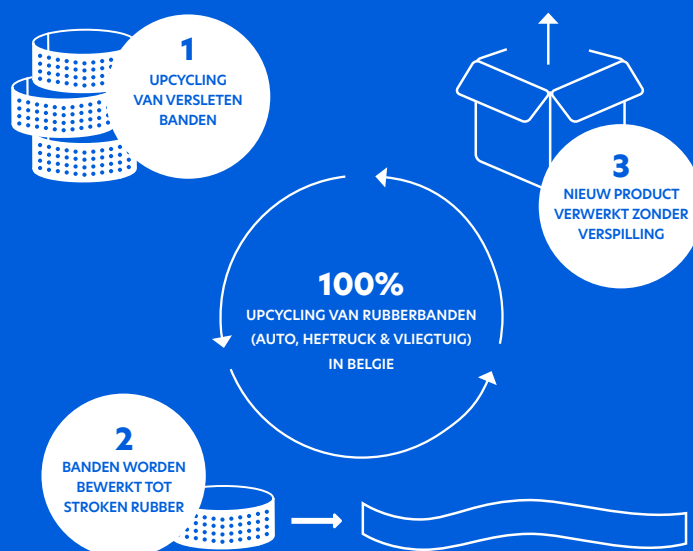 1
UPCYCLING
VAN VERSLETEN
BANDEN
3
NIEUW PRODUCT
VERWERKT ZONDER
VERSPILLING
100%
UPCYCLING VAN RUBBERBANDEN
(AUTO, HEFTRUCK & VLIEGTUIG)
IN BELGIE
2
BANDEN WORDEN
BEWERKT TOT
STROKEN RUBBER